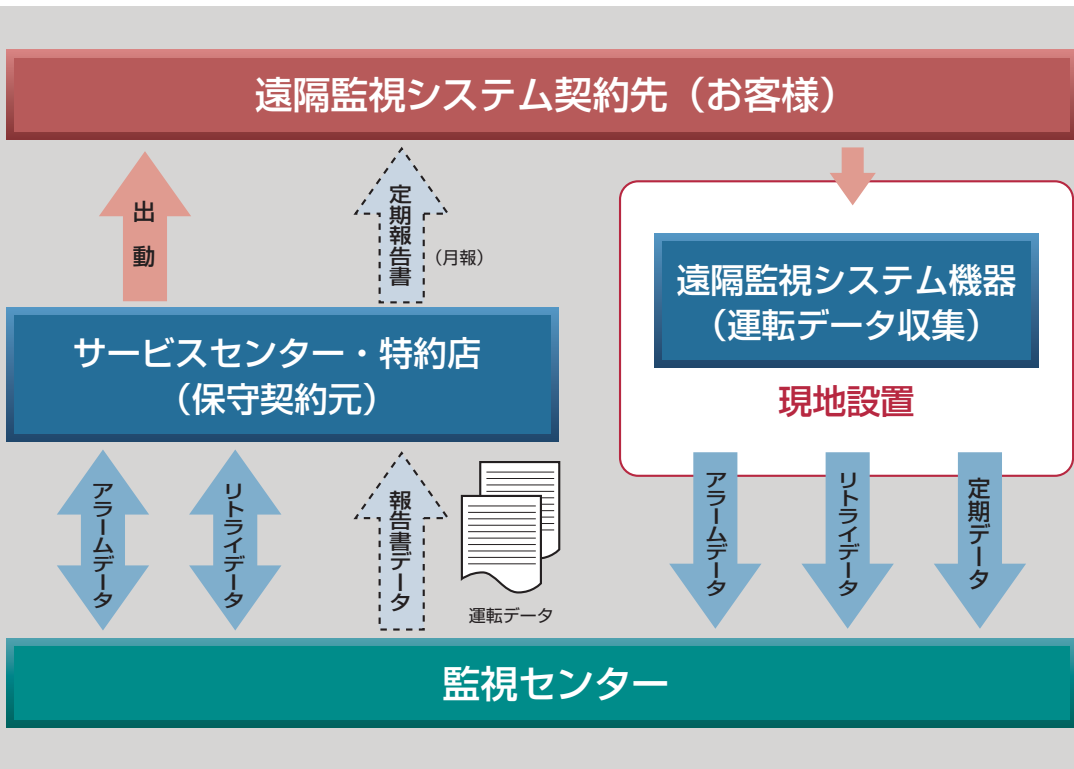 遠隔監視システム契約先（お客様）
出動
定期報告書
（月報）
遠隔監視システム機器
（運転データ収集）
現地設置
サービスセンター・特約店
（保守契約元）
アラームデータ
リトライデータ
報告書データ
運転データ
アラームデータ
リトライデータ
定期データ
監視センター